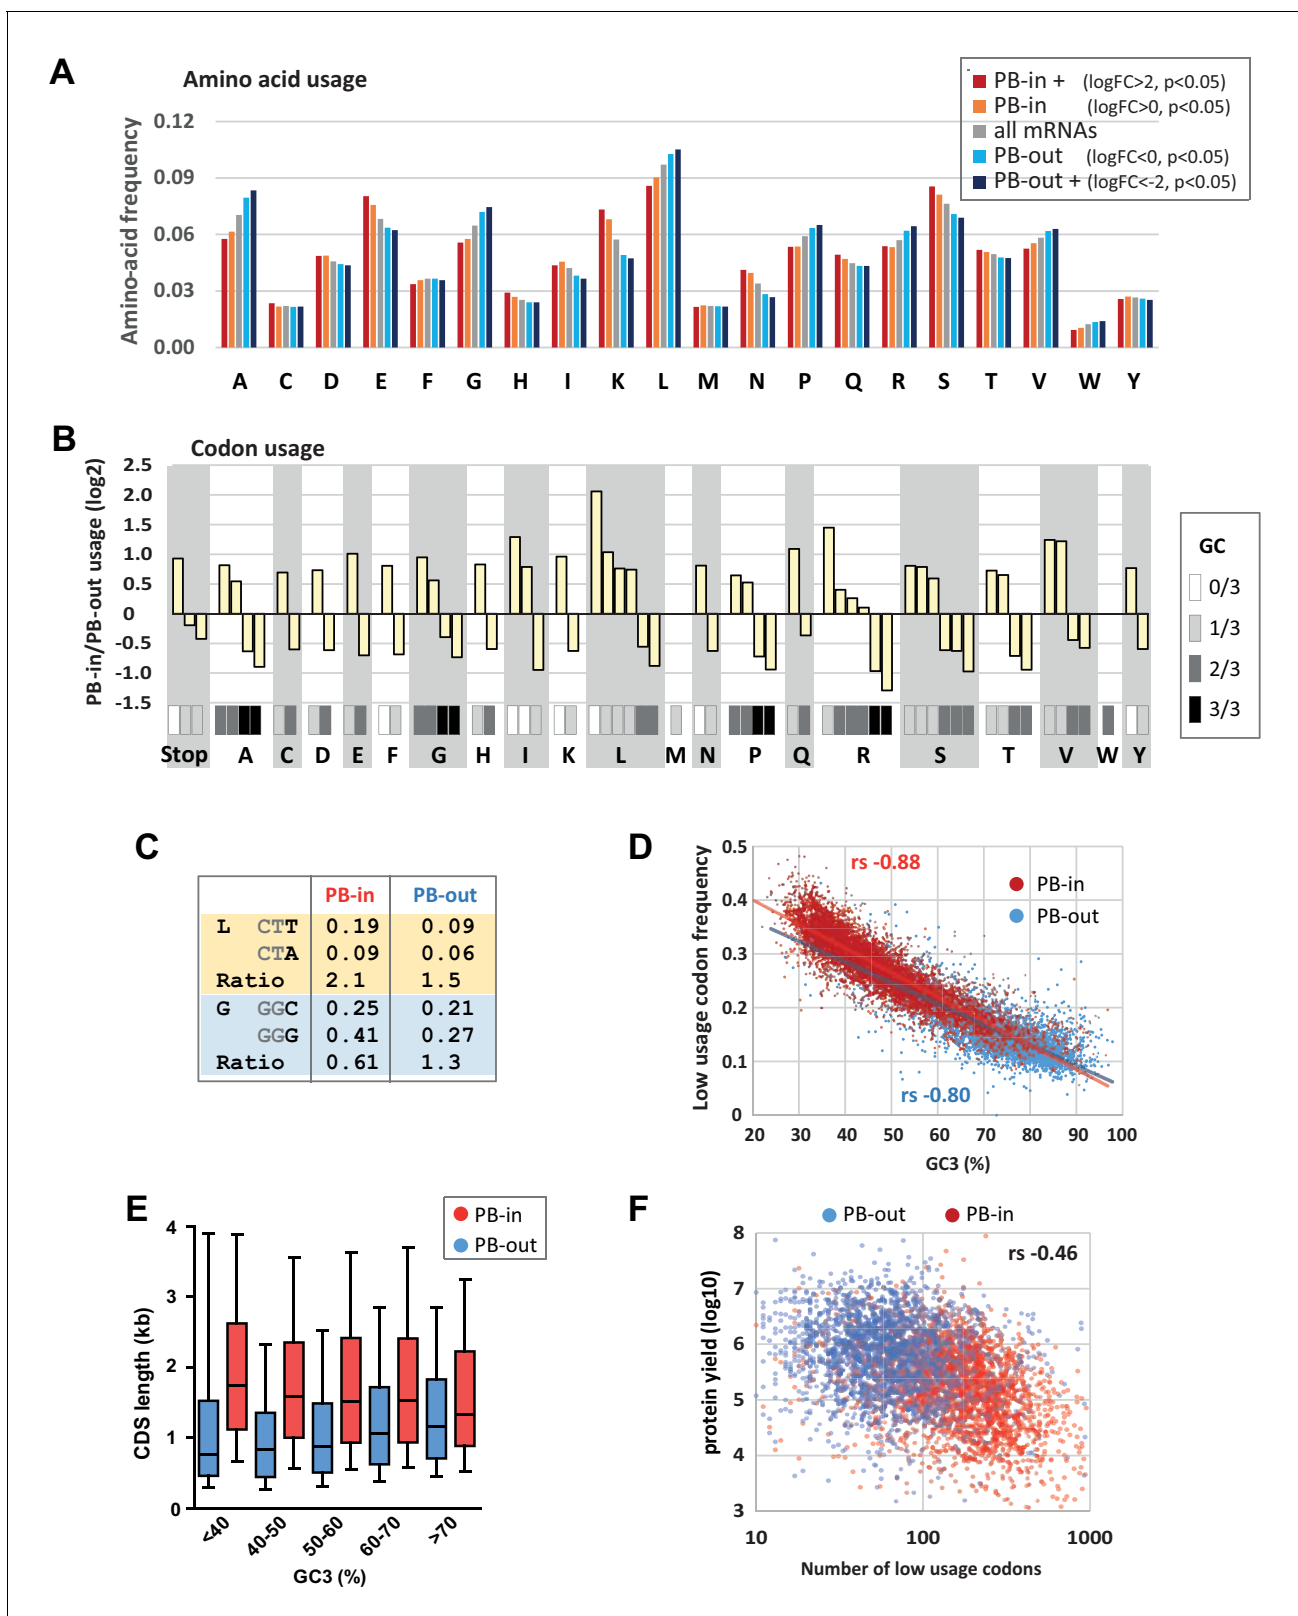 A
Amino acid usage
PB-in + (logFC>2, p<0.05)
PB-in (logFC>0, p<0.05)
all mRNAs
PB-out (logFC<0, p<0.05)
PB-out + (logFC<-2, p<0.05)
Amino-acid frequency
0.12
0.09
0.06
0.03
0.00
A C D E F G H I K L M N P Q R S T V W Y
B
Codon usage
PB-in/PB-out usage (log2)
2.5
2.0
1.5
1.0
0.5
0
-0.5
-1.0
-1.5
GC
0/3
1/3
2/3
3/3
Stop A C D E F G H I K L M N P Q R S T V W Y
C
PB-in PB-out
L CTT 0.19 0.09
CTA 0.09 0.06
Ratio 2.1 1.5
G GGC 0.25 0.21
GGG 0.41 0.27
Ratio 0.61 1.3
D
Low usage codon frequency
0.5
0.4
0.3
0.2
0.1
0
rs -0.88
PB-in
PB-out
rs -0.80
20 30 40 50 60 70 80 90 100
GC3 (%)
E
PB-in
PB-out
CDS length (kb)
4
3
2
1
0
<40 40-50 50-60 60-70 >70
GC3 (%)
F
PB-out PB-in
rs -0.46
protein yield (log10)
8
7
6
5
4
3
10 100 1000
Number of low usage codons